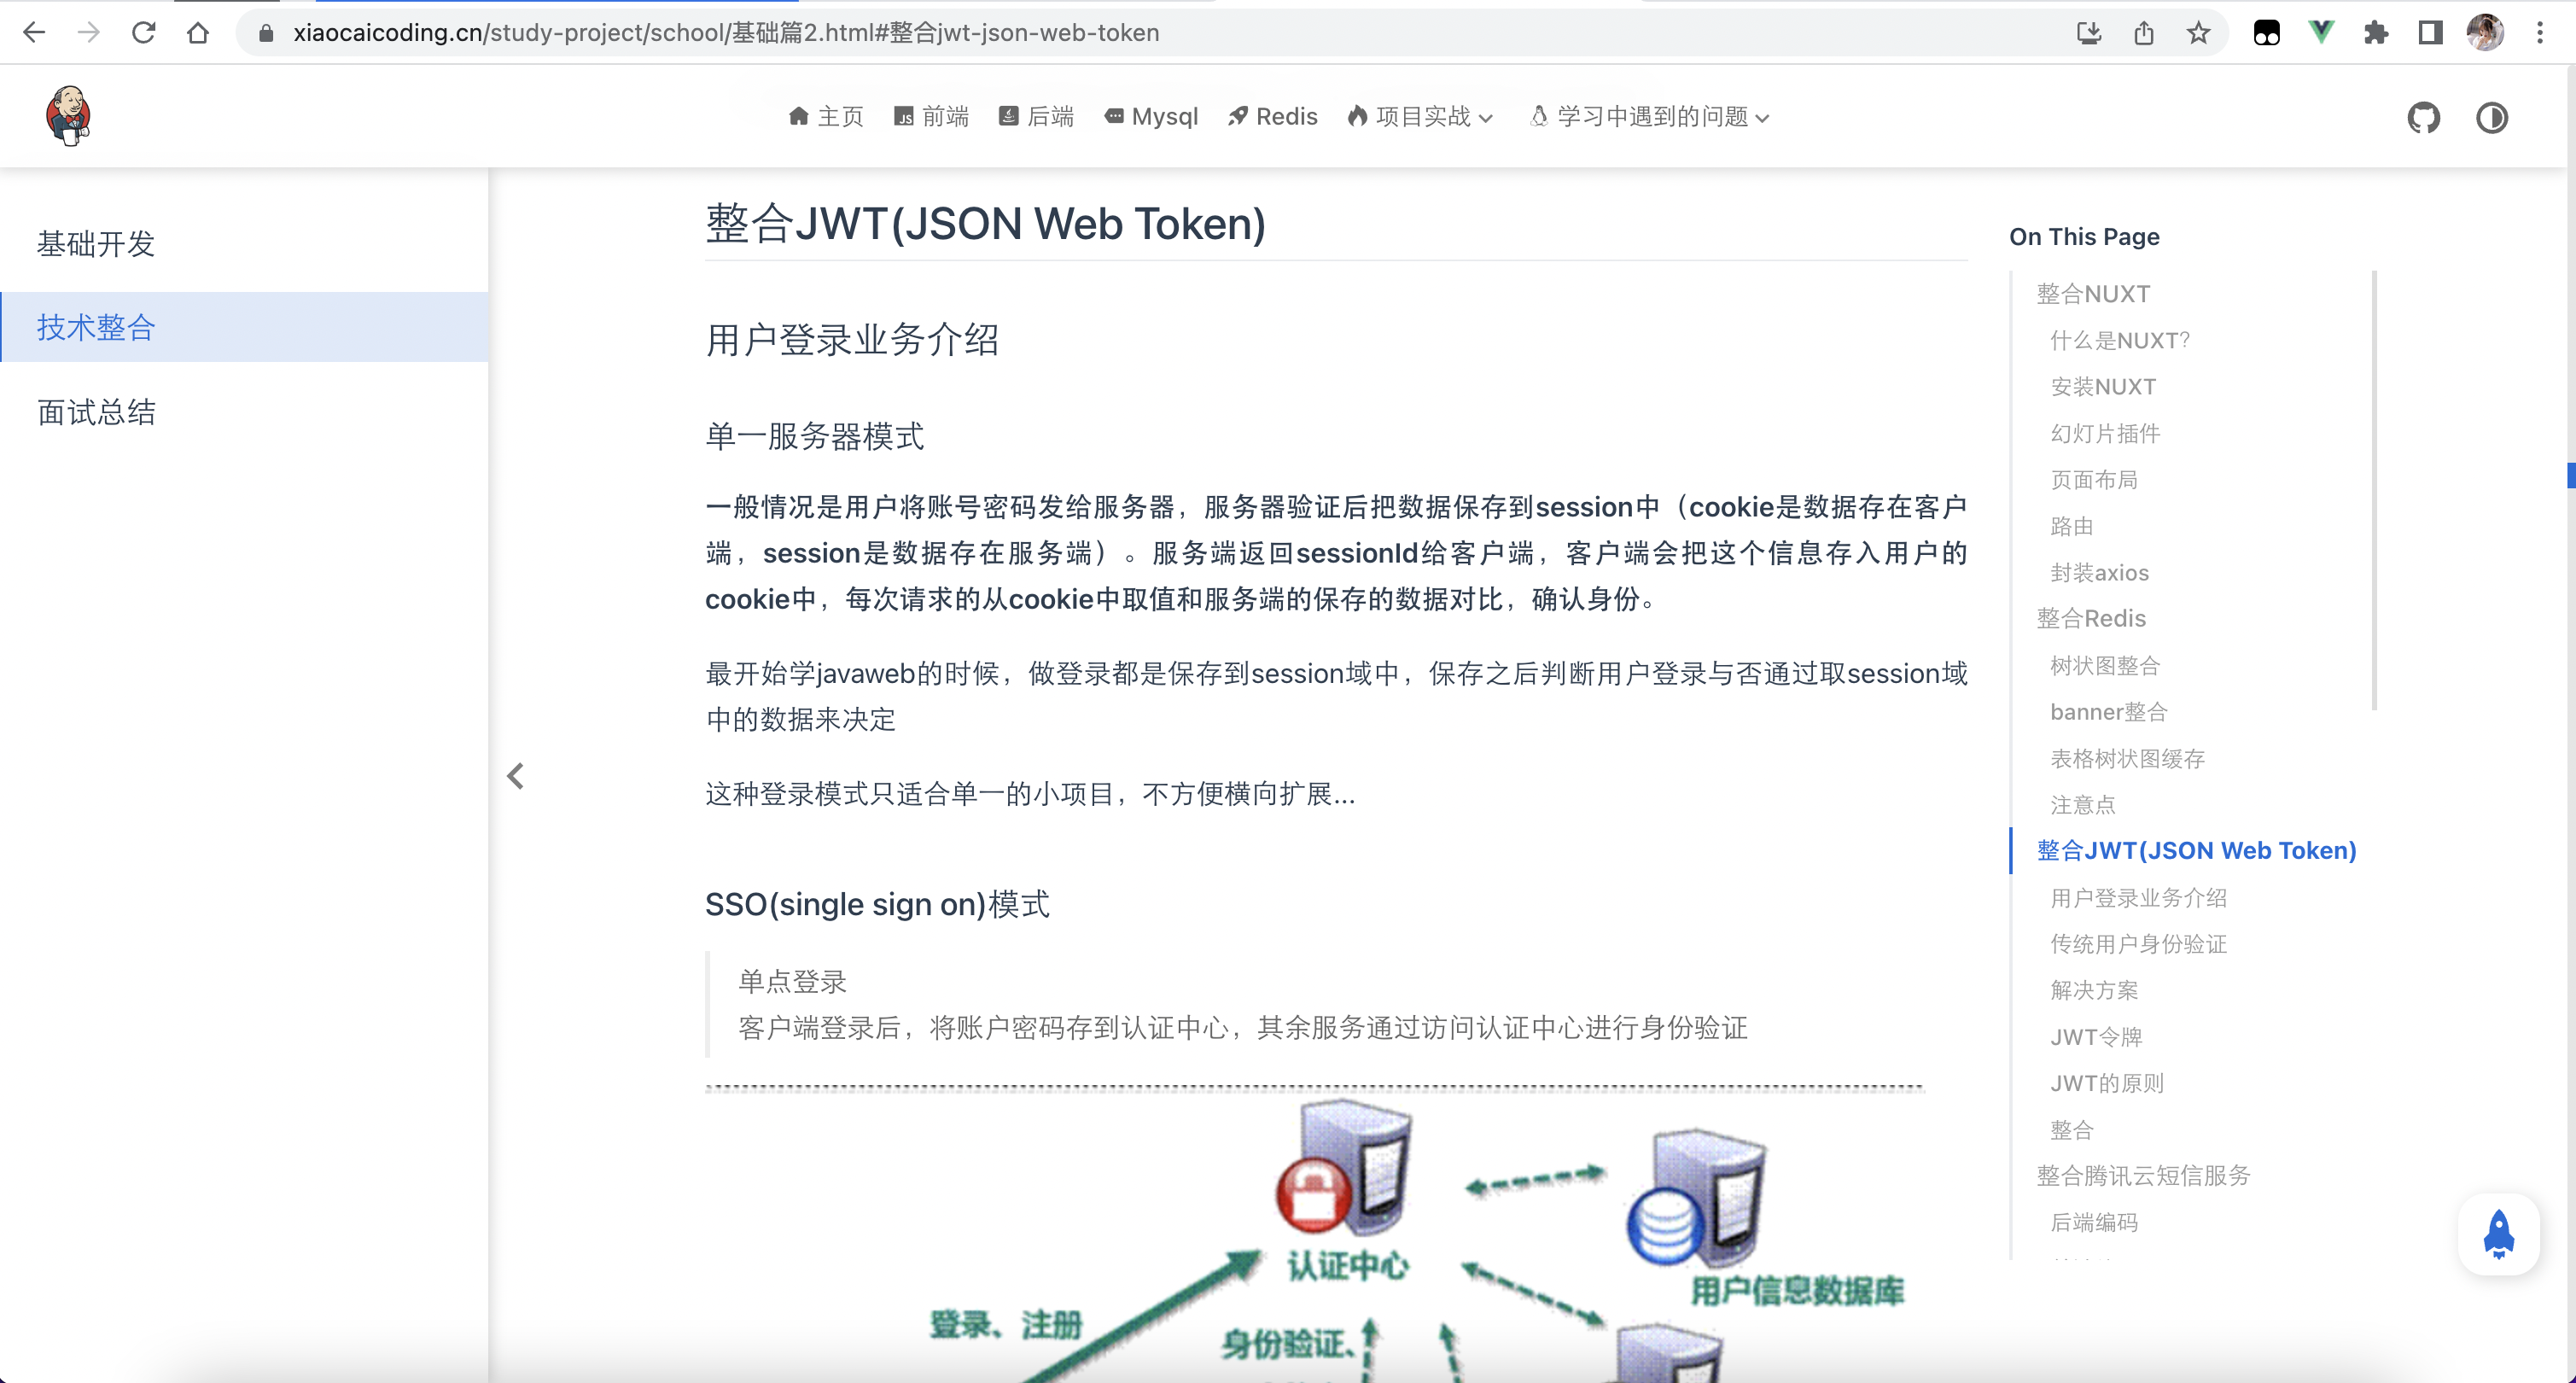 xiaocaicoding.cn/study-project/school/基础篇2.html#整合jwt-json-web-token
主页 前端 后端 Mysql Redis 项目实战 学习中遇到的问题
基础开发
技术整合
面试总结
整合JWT(JSON Web Token)
用户登录业务介绍
单一服务器模式
一般情况是用户将账号密码发给服务器，服务器验证后把数据保存到session中（cookie是数据存在客户
端，session是数据存在服务端）。服务端返回sessionId给客户端，客户端会把这个信息存入用户的
cookie中，每次请求的从cookie中取值和服务端的保存的数据对比，确认身份。
最开始学javaweb的时候，做登录都是保存到session域中，保存之后判断用户登录与否通过取session域
中的数据来决定
这种登录模式只适合单一的小项目，不方便横向扩展...
SSO(single sign on)模式
单点登录
客户端登录后，将账户密码存到认证中心，其余服务通过访问认证中心进行身份验证
认证中心
用户信息数据库
登录、注册
身份验证、
On This Page
整合NUXT
什么是NUXT?
安装NUXT
幻灯片插件
页面布局
路由
封装axios
整合Redis
树状图整合
banner整合
表格树状图缓存
注意点
整合JWT(JSON Web Token)
用户登录业务介绍
传统用户身份验证
解决方案
JWT令牌
JWT的原则
整合
整合腾讯云短信服务
后端编码